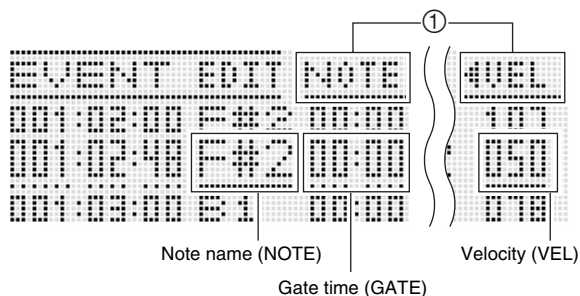 ①
EVENT EDIT NOTE ◀VEL
001:02:00 F#2 00:00 107
001:02:48 F#2 00:00 050
001:03:00 B1 00:00 078
Note name (NOTE) Velocity (VEL)
Gate time (GATE)